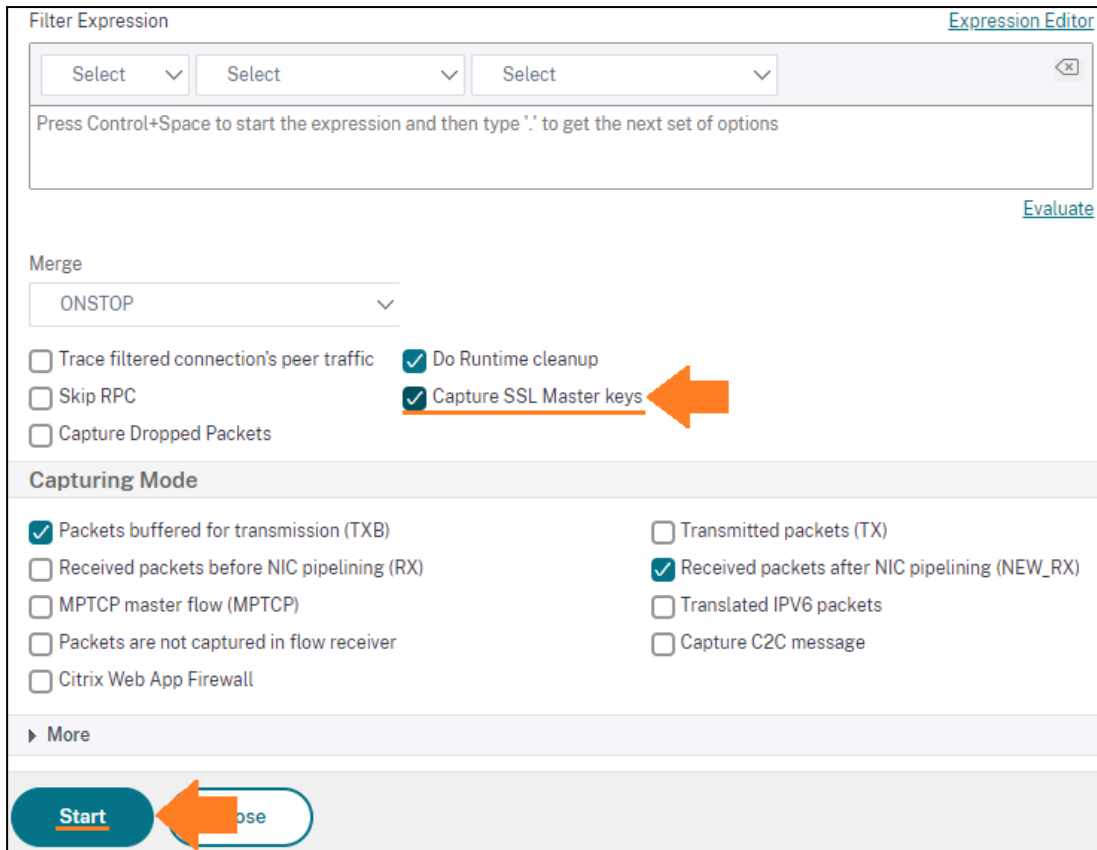 Filter Expression Expression Editor
Select Select Select
Press Control+Space to start the expression and then type '.' to get the next set of options
Evaluate
Merge
ONSTOP
Trace filtered connection's peer traffic Do Runtime cleanup
Skip RPC Capture SSL Master keys
Capture Dropped Packets
Capturing Mode
Packets buffered for transmission (TXB) Transmitted packets (TX)
Received packets before NIC pipelining (RX) Received packets after NIC pipelining (NEW_RX)
MPTCP master flow (MPTCP) Translated IPV6 packets
Packets are not captured in flow receiver Capture C2C message
Citrix Web App Firewall
More
Start